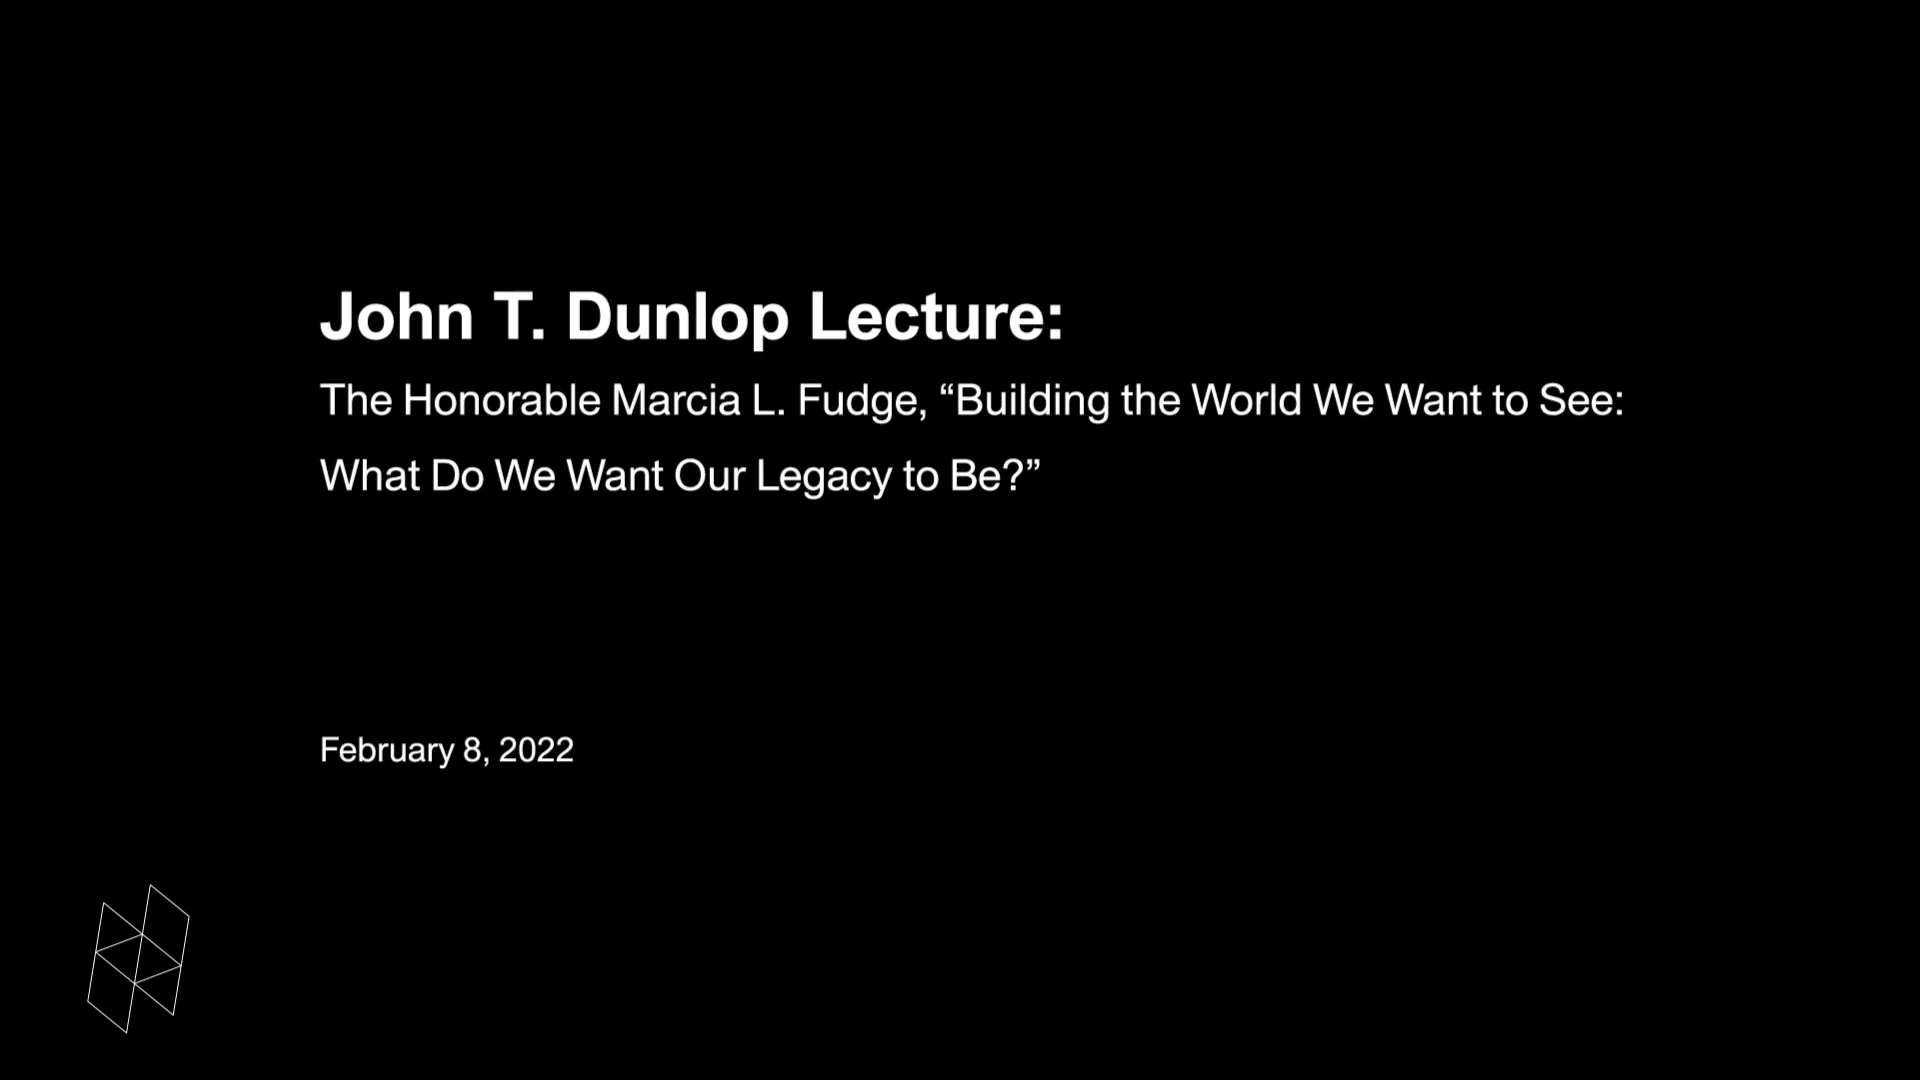 John T. Dunlop Lecture:
The Honorable Marcia L. Fudge, “Building the World We Want to See:
What Do We Want Our Legacy to Be?”
February 8, 2022